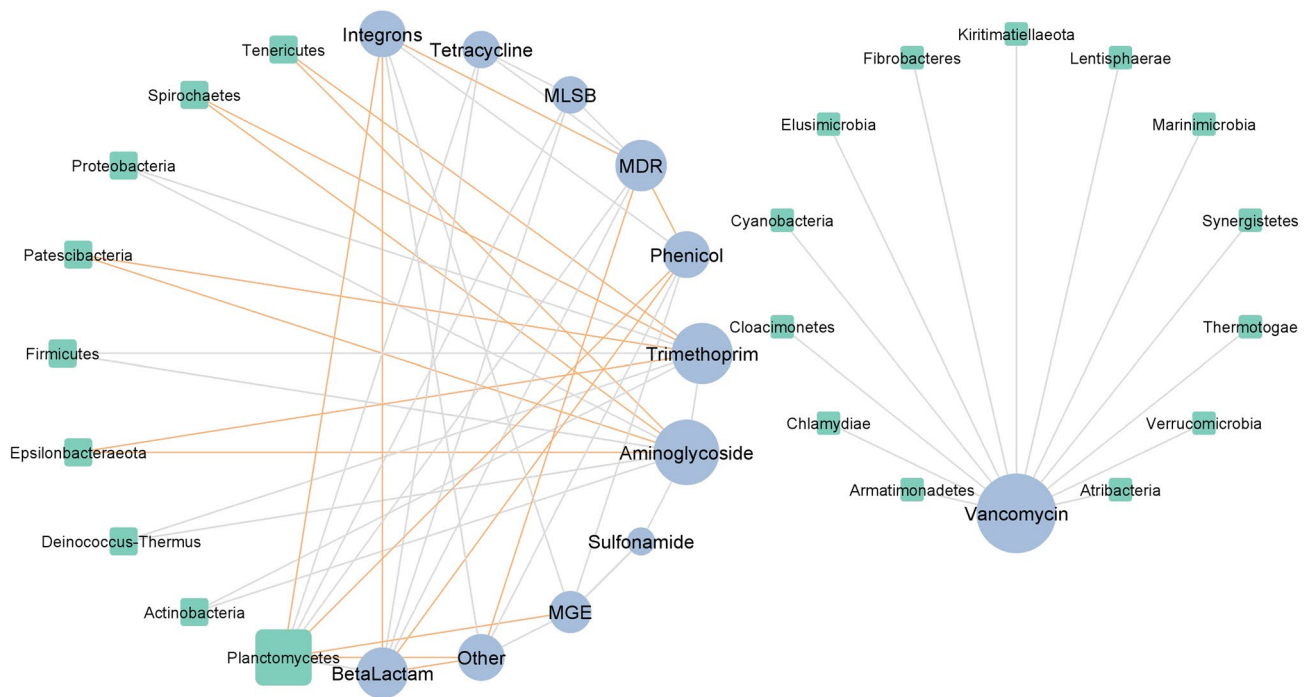 Integrons
Tetracycline
Tenericutes
MLSB
Spirochaetes
MDR
Proteobacteria
Phenicol
Patescibacteria
Trimethoprim
Firmicutes
Aminoglycoside
Epsilonbacteraeota
Sulfonamide
Deinococcus-Thermus
MGE
Actinobacteria
Other
Planctomycetes
BetaLactam
Kiritimatiellaeota
Fibrobacteres
Lentisphaerae
Elusimicrobia
Marinimicrobia
Cyanobacteria
Synergistetes
Cloacimonetes
Thermotogae
Chlamydiae
Verrucomicrobia
Armatimonadetes
Atribacteria
Vancomycin